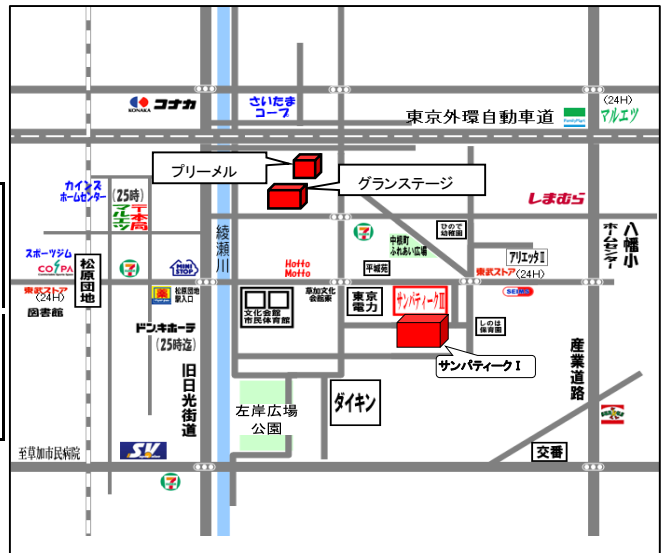 KONAKA
コナカ
さいたま
コープ
東京外環自動車道
FamilyMart
(24H)
マルエツ
プリーメル
グランステージ
カインズ
ホームセンター
(25時)
マルエツ
〒本局
しまむら
八幡小
ホームセンター
綾瀬川
中根町
ふれあい広場
ひので
幼稚園
アリエッタⅡ
スポーツジム
CO PA
松原団地
MINI STOP
Hotto
Motto
平城苑
東武ストア(24H)
東武ストア
(24H)
図書館
薬
松原団地
駅入口
文化会館
市民体育館
草加文化
会館東
東京
電力
サンパティークⅡ
SEIMS
ドン.キホーテ
(25時迄)
しのは
保育園
サンパティークⅠ
旧日光街道
左岸広場
公園
ダイキン
産業道路
至草加市民病院
SV
交番